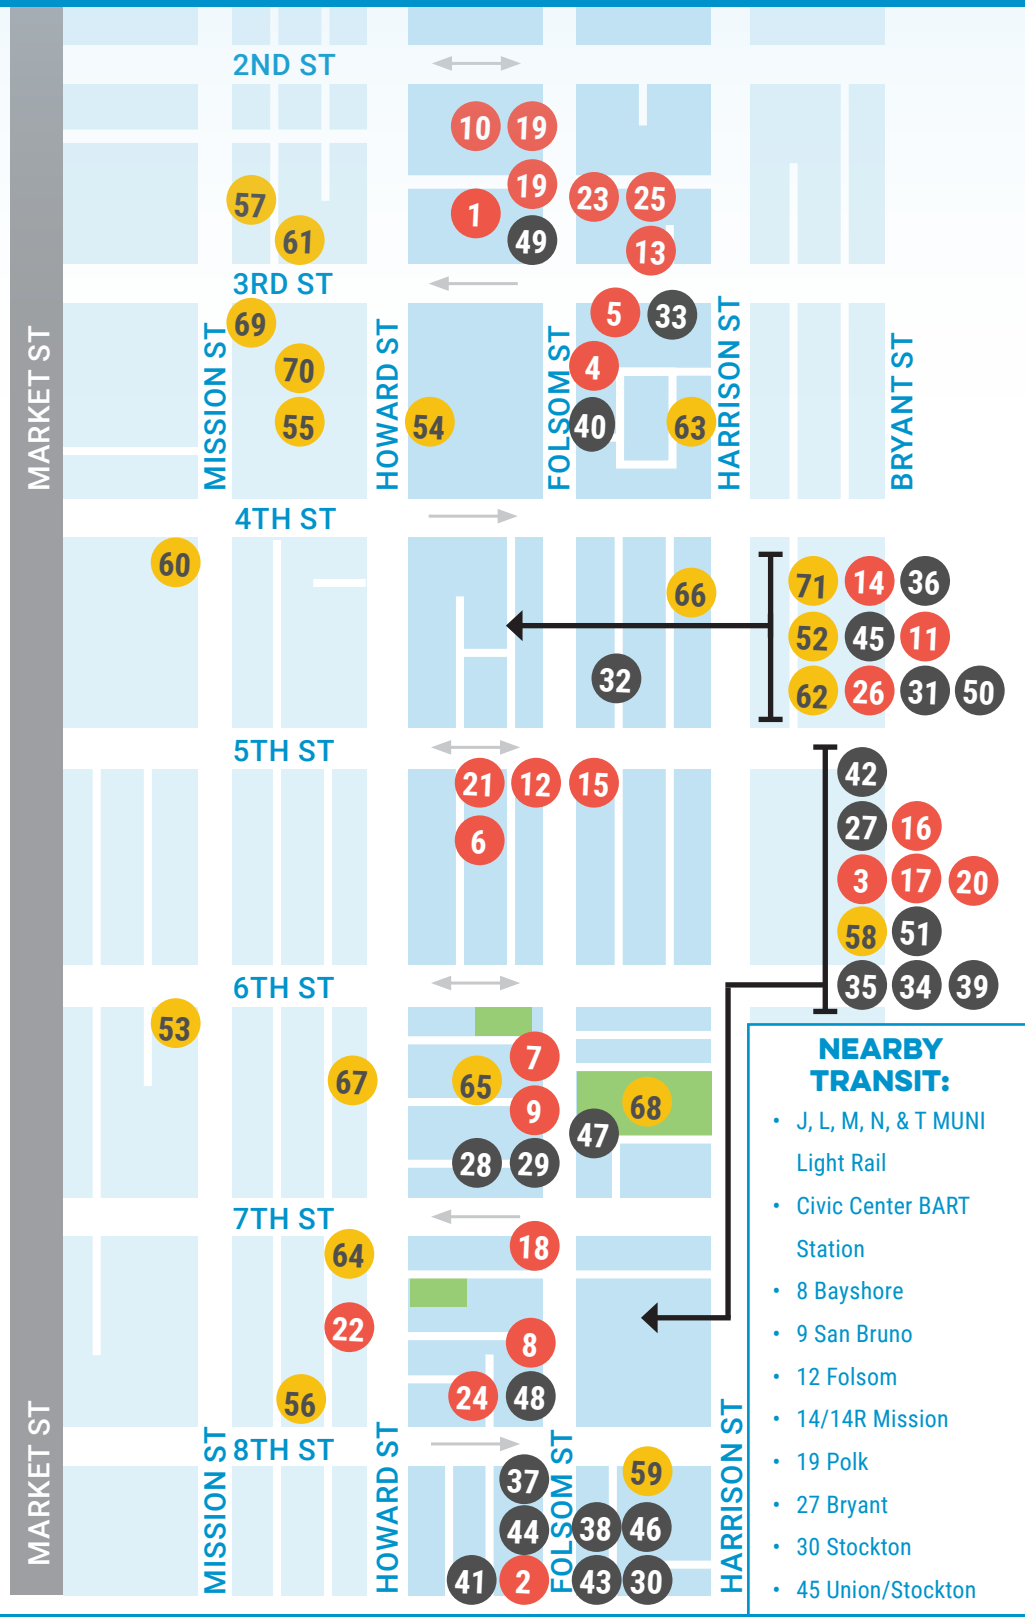 2ND ST
10 19
57 19 23 25
1
61 49 13
3RD ST
69 5 33
MARKET ST
MISSION ST
HOWARD ST
FOLSOM ST
HARRISON ST
BRYANT ST
70 4
55 54 40 63
4TH ST
60 66 71 14 36
52 45 11
32 62 26 31 50
5TH ST
21 12 15 42
6 27 16
3 17 20
58 51
6TH ST 35 34 39
53 7
67 65 9 68
28 29 47
NEARBY
TRANSIT:
• J, L, M, N, & T MUNI
Light Rail
• Civic Center BART
Station
• 8 Bayshore
• 9 San Bruno
• 12 Folsom
• 14/14R Mission
• 19 Polk
• 27 Bryant
• 30 Stockton
• 45 Union/Stockton
7TH ST
64 18
22 8
56 24 48
8TH ST
MARKET ST
MISSION ST
HOWARD ST
FOLSOM ST
HARRISON ST
37 59
44 38 46
41 2 43 30